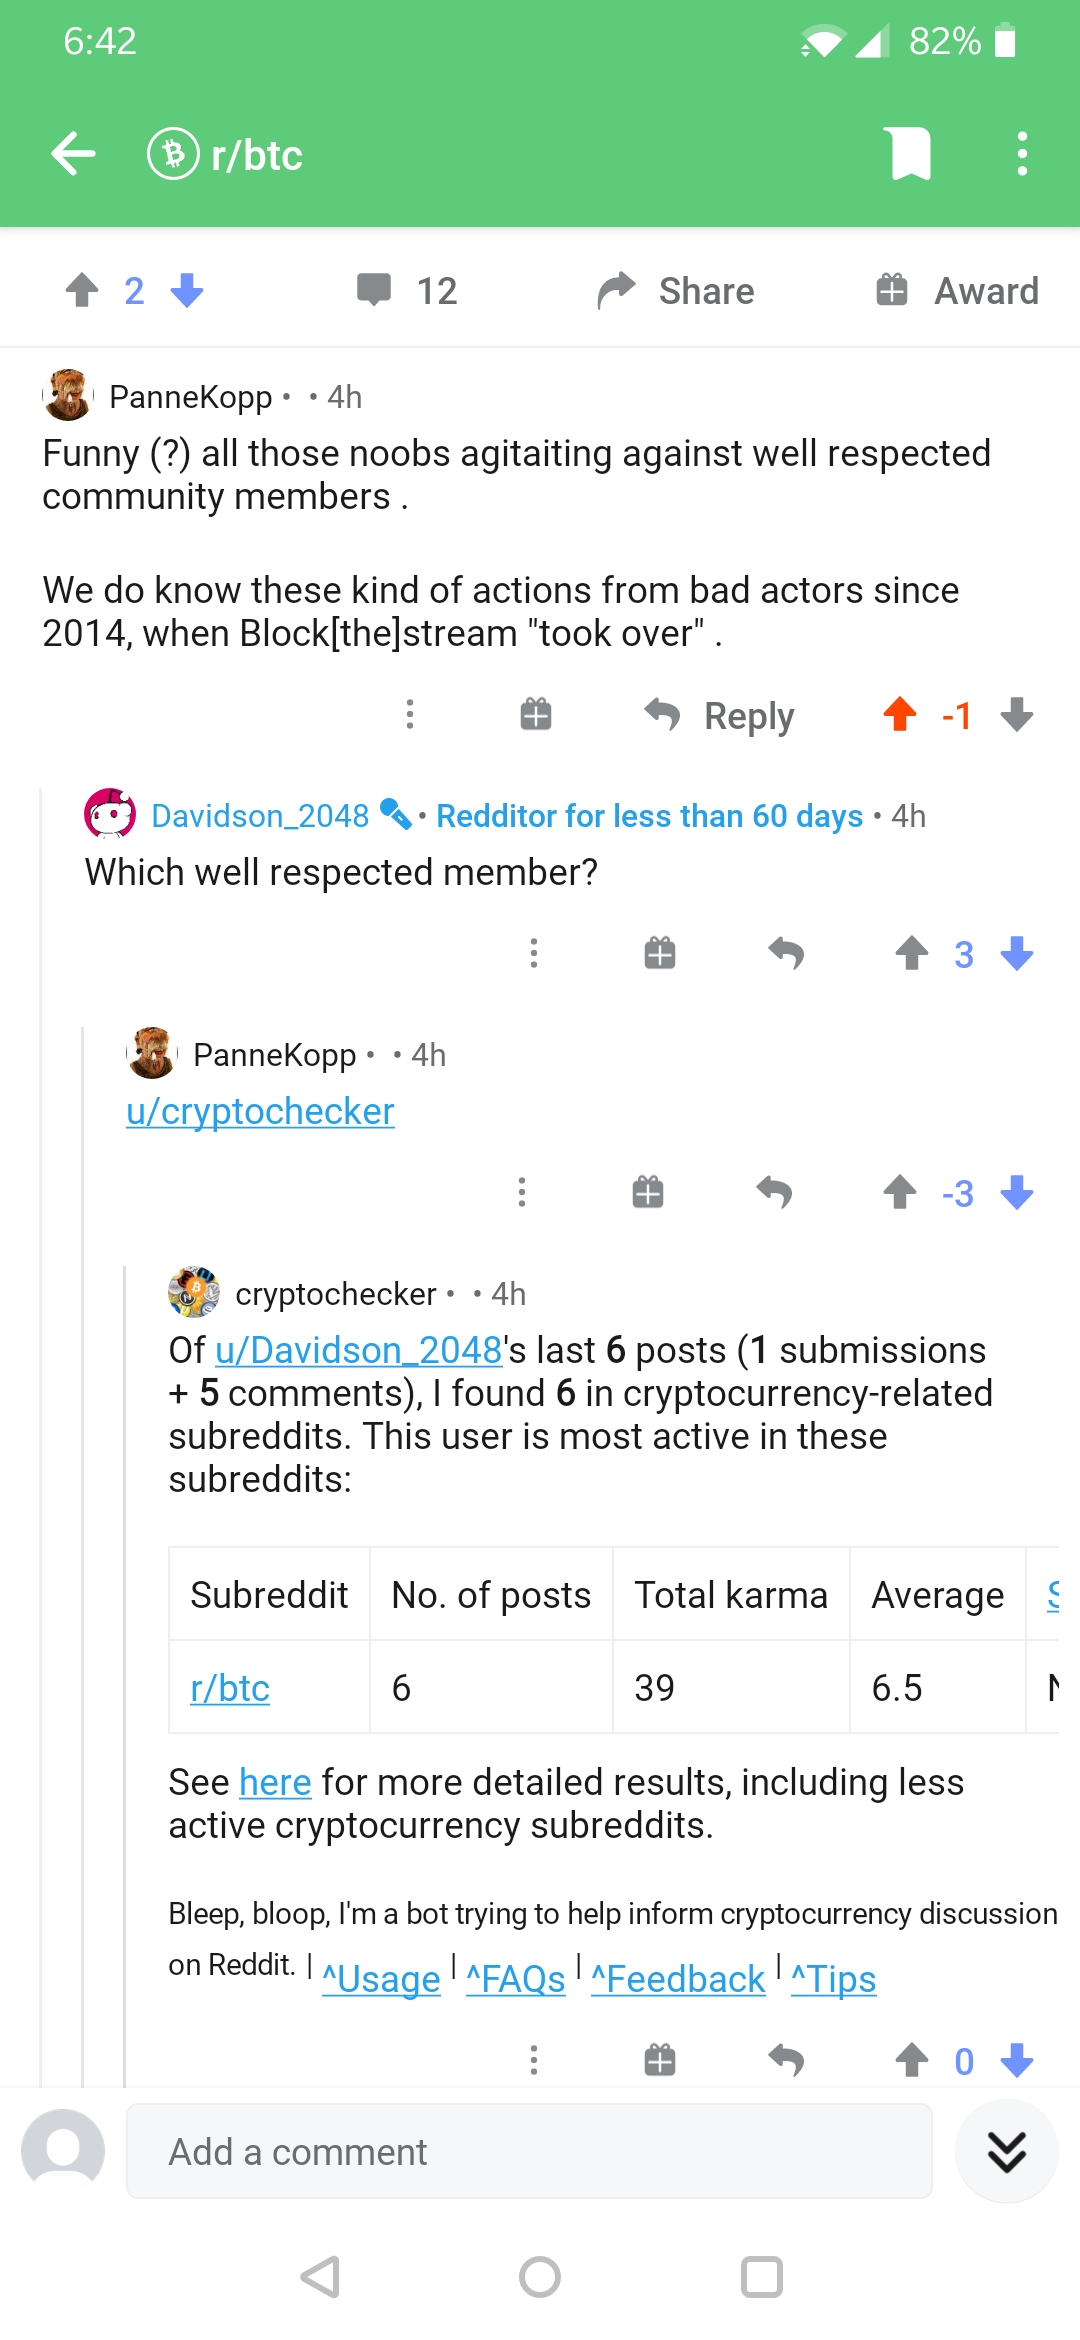 6:42
82%
r/btc
2
12
Share
Award
PanneKopp • • 4h
Funny (?) all those noobs agitaiting against well respected
community members .
We do know these kind of actions from bad actors since
2014, when Block[the]stream "took over" .
Reply
-1
Davidson_2048 • Redditor for less than 60 days • 4h
Which well respected member?
3
PanneKopp • • 4h
u/cryptochecker
-3
cryptochecker • • 4h
Of u/Davidson_2048's last 6 posts (1 submissions
+ 5 comments), I found 6 in cryptocurrency-related
subreddits. This user is most active in these
subreddits:
Subreddit No. of posts Total karma Average
r/btc 6 39 6.5
See here for more detailed results, including less
active cryptocurrency subreddits.
Bleep, bloop, I'm a bot trying to help inform cryptocurrency discussion
on Reddit. | ^Usage | ^FAQs | ^Feedback | ^Tips
0
Add a comment